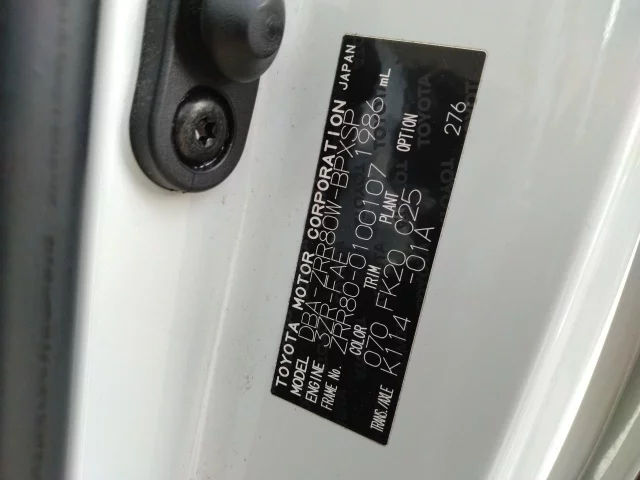 TOYOTA MOTOR CORPORATION JAPAN
MODEL DBA-ZRR80W-BPXSP
ENGINE 3ZR-FAE 1986 mL
FRAME No. ZRR80-0100107
COLOR TRIM PLANT OPTION
070 FK20 C25 276
TRANS./AXLE K114 -01A